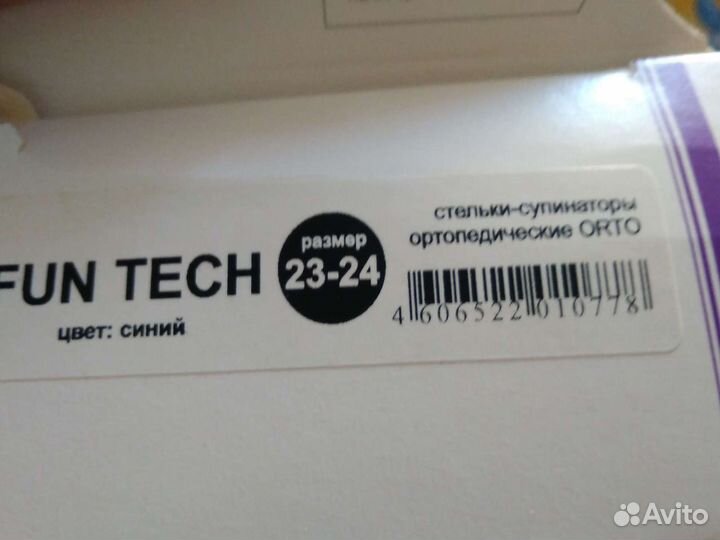 FUN TECH
цвет: синий
размер
23-24
стельки-супинаторы
ортопедические ORTO
4 606522 010778
Avito